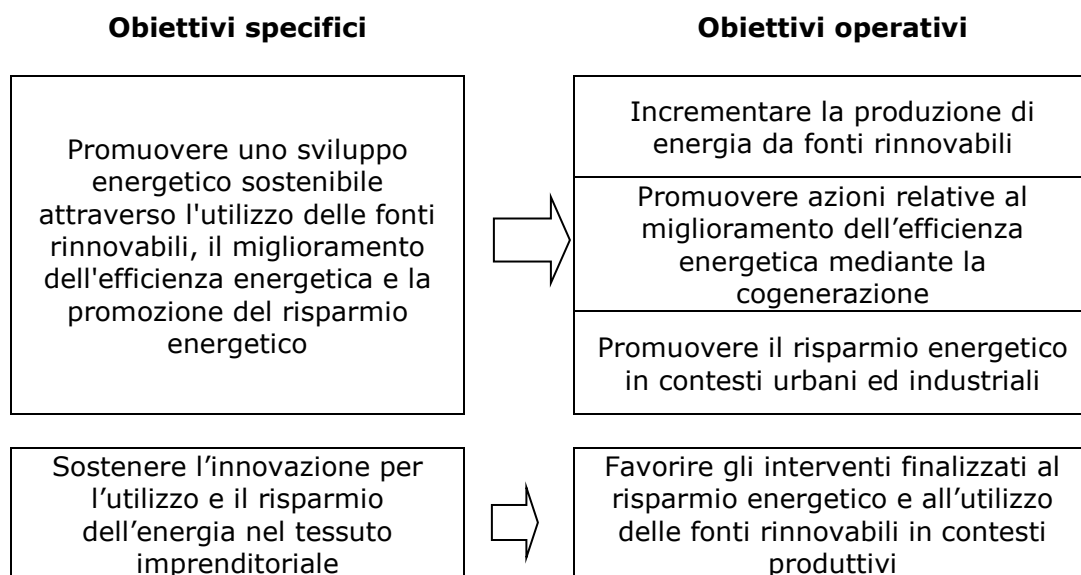 Obiettivi specifici
Obiettivi operativi
Promuovere uno sviluppo
energetico sostenibile
attraverso l'utilizzo delle fonti
rinnovabili, il miglioramento
dell'efficienza energetica e la
promozione del risparmio
energetico
Incrementare la produzione di
energia da fonti rinnovabili
Promuovere azioni relative al
miglioramento dell’efficienza
energetica mediante la
cogenerazione
Promuovere il risparmio energetico
in contesti urbani ed industriali
Sostenere l’innovazione per
l’utilizzo e il risparmio
dell’energia nel tessuto
imprenditoriale
Favorire gli interventi finalizzati al
risparmio energetico e all’utilizzo
delle fonti rinnovabili in contesti
produttivi